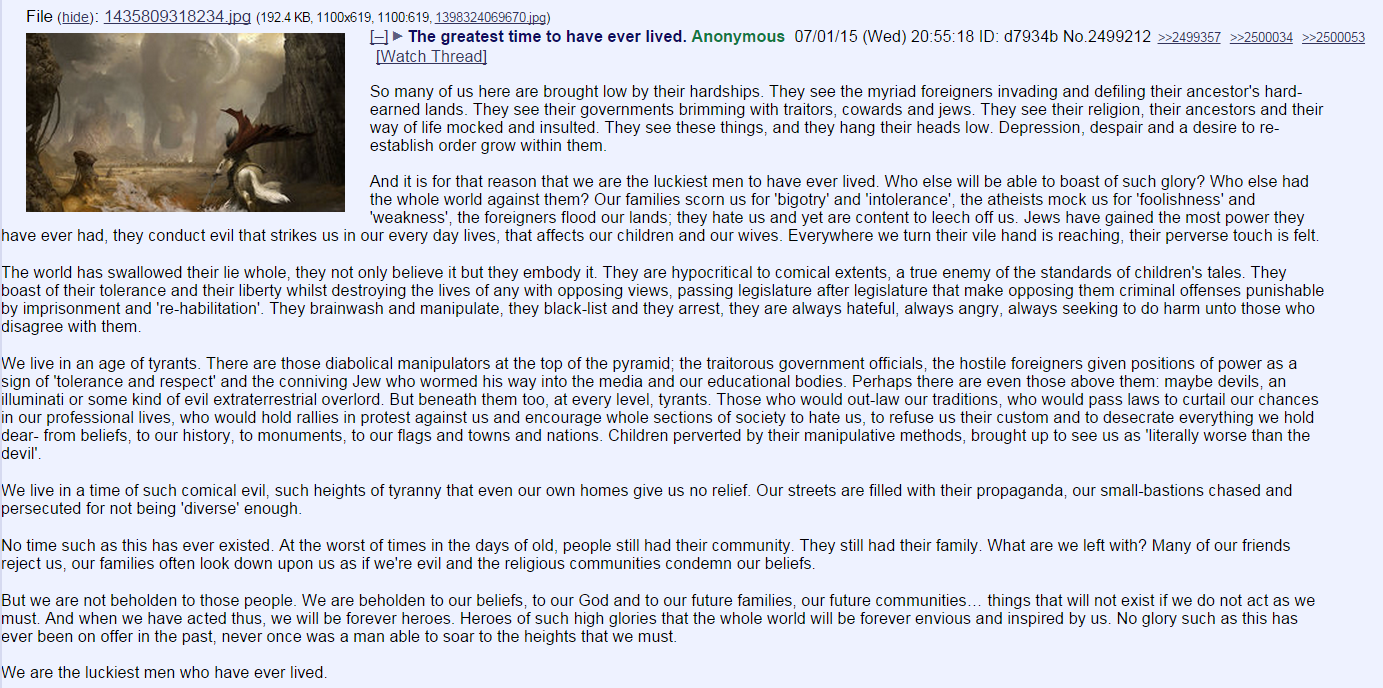 File (hide): 1435809318234.jpg (192.4 KB, 1100x619, 1100:619, 1398324069670.jpg)
[–] ▶ The greatest time to have ever lived. Anonymous 07/01/15 (Wed) 20:55:18 ID: d7934b No.2499212 >>2499357 >>2500034 >>2500053
[Watch Thread]
So many of us here are brought low by their hardships. They see the myriad foreigners invading and defiling their ancestor's hard-
earned lands. They see their governments brimming with traitors, cowards and jews. They see their religion, their ancestors and their
way of life mocked and insulted. They see these things, and they hang their heads low. Depression, despair and a desire to re-
establish order grow within them.
And it is for that reason that we are the luckiest men to have ever lived. Who else will be able to boast of such glory? Who else had
the whole world against them? Our families scorn us for 'bigotry' and 'intolerance', the atheists mock us for 'foolishness' and
'weakness', the foreigners flood our lands; they hate us and yet are content to leech off us. Jews have gained the most power they
have ever had, they conduct evil that strikes us in our every day lives, that affects our children and our wives. Everywhere we turn their vile hand is reaching, their perverse touch is felt.
The world has swallowed their lie whole, they not only believe it but they embody it. They are hypocritical to comical extents, a true enemy of the standards of children's tales. They
boast of their tolerance and their liberty whilst destroying the lives of any with opposing views, passing legislature after legislature that make opposing them criminal offenses punishable
by imprisonment and 're-habilitation'. They brainwash and manipulate, they black-list and they arrest, they are always hateful, always angry, always seeking to do harm unto those who
disagree with them.
We live in an age of tyrants. There are those diabolical manipulators at the top of the pyramid; the traitorous government officials, the hostile foreigners given positions of power as a
sign of 'tolerance and respect' and the conniving Jew who wormed his way into the media and our educational bodies. Perhaps there are even those above them: maybe devils, an
illuminati or some kind of evil extraterrestrial overlord. But beneath them too, at every level, tyrants. Those who would out-law our traditions, who would pass laws to curtail our chances
in our professional lives, who would hold rallies in protest against us and encourage whole sections of society to hate us, to refuse us their custom and to desecrate everything we hold
dear- from beliefs, to our history, to monuments, to our flags and towns and nations. Children perverted by their manipulative methods, brought up to see us as 'literally worse than the
devil'.
We live in a time of such comical evil, such heights of tyranny that even our own homes give us no relief. Our streets are filled with their propaganda, our small-bastions chased and
persecuted for not being 'diverse' enough.
No time such as this has ever existed. At the worst of times in the days of old, people still had their community. They still had their family. What are we left with? Many of our friends
reject us, our families often look down upon us as if we're evil and the religious communities condemn our beliefs.
But we are not beholden to those people. We are beholden to our beliefs, to our God and to our future families, our future communities… things that will not exist if we do not act as we
must. And when we have acted thus, we will be forever heroes. Heroes of such high glories that the whole world will be forever envious and inspired by us. No glory such as this has
ever been on offer in the past, never once was a man able to soar to the heights that we must.
We are the luckiest men who have ever lived.